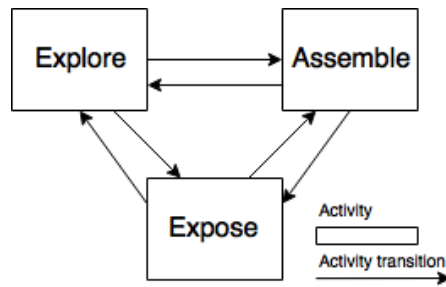 Explore
Assemble
Expose
Activity
Activity transition